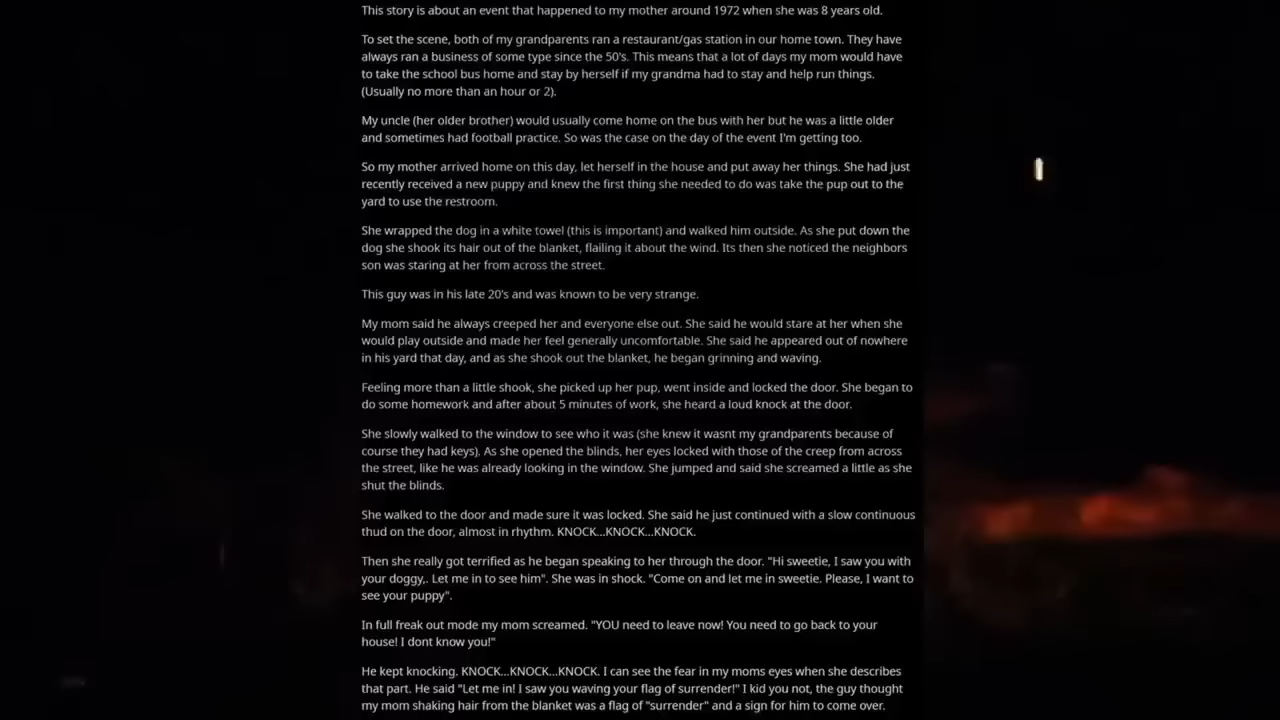 This story is about an event that happened to my mother around 1972 when she was 8 years old.
To set the scene, both of my grandparents ran a restaurant/gas station in our home town. They have
always ran a business of some type since the 50's. This means that a lot of days my mom would have
to take the school bus home and stay by herself if my grandma had to stay and help run things.
(Usually no more than an hour or 2).
My uncle (her older brother) would usually come home on the bus with her but he was a little older
and sometimes had football practice. So was the case on the day of the event I'm getting too.
So my mother arrived home on this day, let herself in the house and put away her things. She had just
recently received a new puppy and knew the first thing she needed to do was take the pup out to the
yard to use the restroom.
She wrapped the dog in a white towel (this is important) and walked him outside. As she put down the
dog she shook its hair out of the blanket, flailing it about the wind. Its then she noticed the neighbors
son was staring at her from across the street.
This guy was in his late 20's and was known to be very strange.
My mom said he always creeped her and everyone else out. She said he would stare at her when she
would play outside and made her feel generally uncomfortable. She said he appeared out of nowhere
in his yard that day, and as she shook out the blanket, he began grinning and waving.
Feeling more than a little shook, she picked up her pup, went inside and locked the door. She began to
do some homework and after about 5 minutes of work, she heard a loud knock at the door.
She slowly walked to the window to see who it was (she knew it wasnt my grandparents because of
course they had keys). As she opened the blinds, her eyes locked with those of the creep from across
the street, like he was already looking in the window. She jumped and said she screamed a little as she
shut the blinds.
She walked to the door and made sure it was locked. She said he just continued with a slow continuous
thud on the door, almost in rhythm. KNOCK...KNOCK...KNOCK.
Then she really got terrified as he began speaking to her through the door. "Hi sweetie, I saw you with
your doggy,. Let me in to see him". She was in shock. "Come on and let me in sweetie. Please, I want to
see your puppy".
In full freak out mode my mom screamed. "YOU need to leave now! You need to go back to your
house! I dont know you!"
He kept knocking. KNOCK...KNOCK...KNOCK. I can see the fear in my moms eyes when she describes
that part. He said "Let me in! I saw you waving your flag of surrender!" I kid you not, the guy thought
my mom shaking hair from the blanket was a flag of "surrender" and a sign for him to come over.